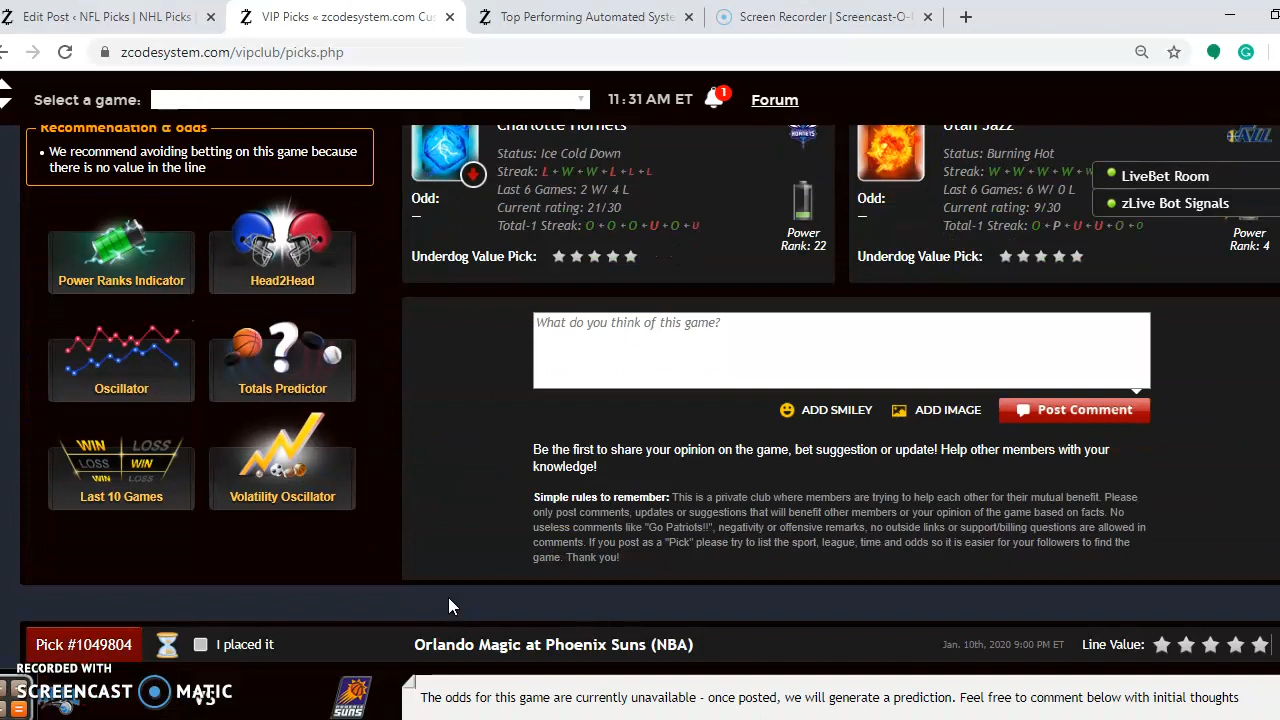 Edit Post ‹ NFL Picks | NHL Picks |
VIP Picks « zcodesystem.com Cus
Top Performing Automated Syste
Screen Recorder | Screencast-O-
zcodesystem.com/vipclub/picks.php
Select a game:
11:31 AM ET
1
Forum
Recommendation & odds
We recommend avoiding betting on this game because
there is no value in the line
Power Ranks Indicator
Head2Head
Oscillator
Totals Predictor
WIN LOSS
LOSS WIN
WIN LOSS
Last 10 Games
Volatility Oscillator
Charlotte Hornets
Status: Ice Cold Down
Streak: L + W + W + L + L + L
Odd:
Last 6 Games: 2 W/ 4 L
Current rating: 21/30
Total-1 Streak: O + O + O + U + O + U
Underdog Value Pick:
HORNETS
Power
Rank: 22
Utah Jazz
Status: Burning Hot
Streak: W + W + W + W +
Odd:
Last 6 Games: 6 W/ 0 L
Current rating: 9/30
Total-1 Streak: O + P + U + U + O + O
Underdog Value Pick:
Power
Rank: 4
LiveBet Room
zLive Bot Signals
What do you think of this game?
ADD SMILEY
ADD IMAGE
Post Comment
Be the first to share your opinion on the game, bet suggestion or update! Help other members with your
knowledge!
Simple rules to remember: This is a private club where members are trying to help each other for their mutual benefit. Please
only post comments, updates or suggestions that will benefit other members or your opinion of the game based on facts. No
useless comments like "Go Patriots!!", negativity or offensive remarks, no outside links or support/billing questions are allowed in
comments. If you post as a "Pick" please try to list the sport, league, time and odds so it is easier for your followers to find the
game. Thank you!
Pick #1049804
I placed it
Orlando Magic at Phoenix Suns (NBA)
Jan. 10th, 2020 9:00 PM ET
Line Value:
RECORDED WITH
SCREENCAST MATIC
VS
SUNS
The odds for this game are currently unavailable - once posted, we will generate a prediction. Feel free to comment below with initial thoughts